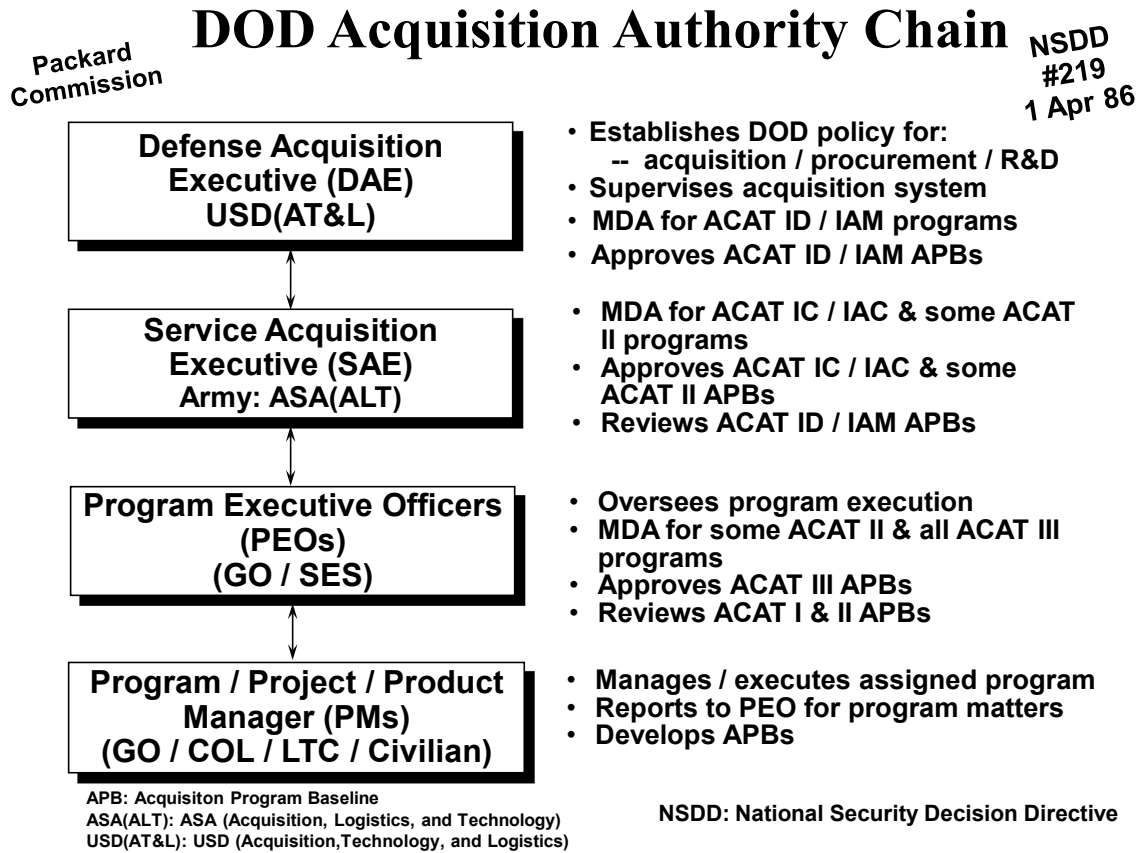 DOD Acquisition Authority Chain
Packard
Commission
NSDD
#219
1 Apr 86
Defense Acquisition
Executive (DAE)
USD(AT&L)
• Establishes DOD policy for:
-- acquisition / procurement / R&D
• Supervises acquisition system
• MDA for ACAT ID / IAM programs
• Approves ACAT ID / IAM APBs
Service Acquisition
Executive (SAE)
Army: ASA(ALT)
• MDA for ACAT IC / IAC & some ACAT
II programs
• Approves ACAT IC / IAC & some
ACAT II APBs
• Reviews ACAT ID / IAM APBs
Program Executive Officers
(PEOs)
(GO / SES)
• Oversees program execution
• MDA for some ACAT II & all ACAT III
programs
• Approves ACAT III APBs
• Reviews ACAT I & II APBs
Program / Project / Product
Manager (PMs)
(GO / COL / LTC / Civilian)
• Manages / executes assigned program
• Reports to PEO for program matters
• Develops APBs
APB: Acquisiton Program Baseline
ASA(ALT): ASA (Acquisition, Logistics, and Technology)
USD(AT&L): USD (Acquisition,Technology, and Logistics)
NSDD: National Security Decision Directive